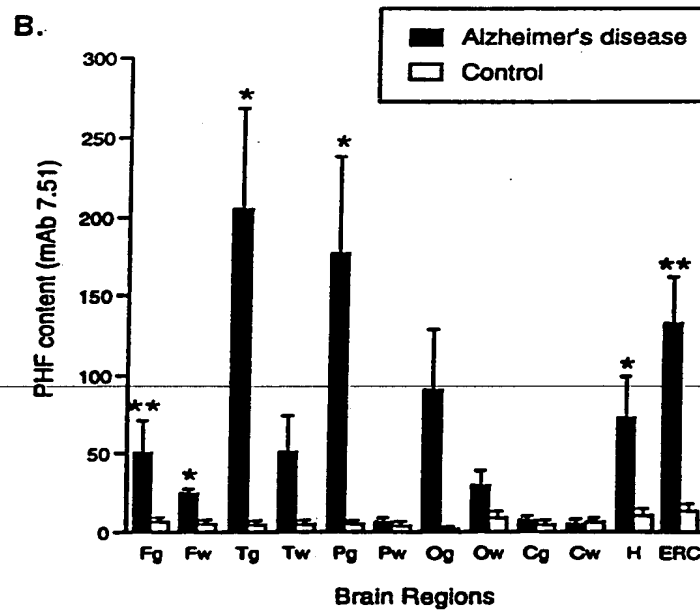 B.
Alzheimer's disease
Control
PHF content (mAb 7.51)
300
250
200
150
100
50
0
**
*
*
*
*
**
Fg Fw Tg Tw Pg Pw Og Ow Cg Cw H ERC
Brain Regions